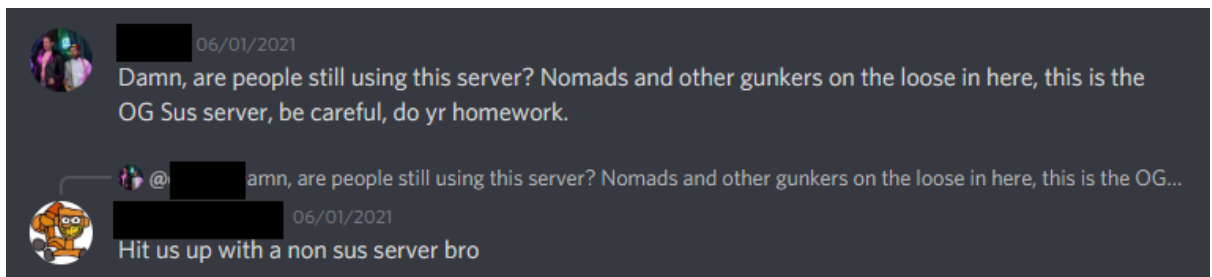 06/01/2021
Damn, are people still using this server? Nomads and other gunkers on the loose in here, this is the
OG Sus server, be careful, do yr homework.
@ amn, are people still using this server? Nomads and other gunkers on the loose in here, this is the OG...
06/01/2021
Hit us up with a non sus server bro